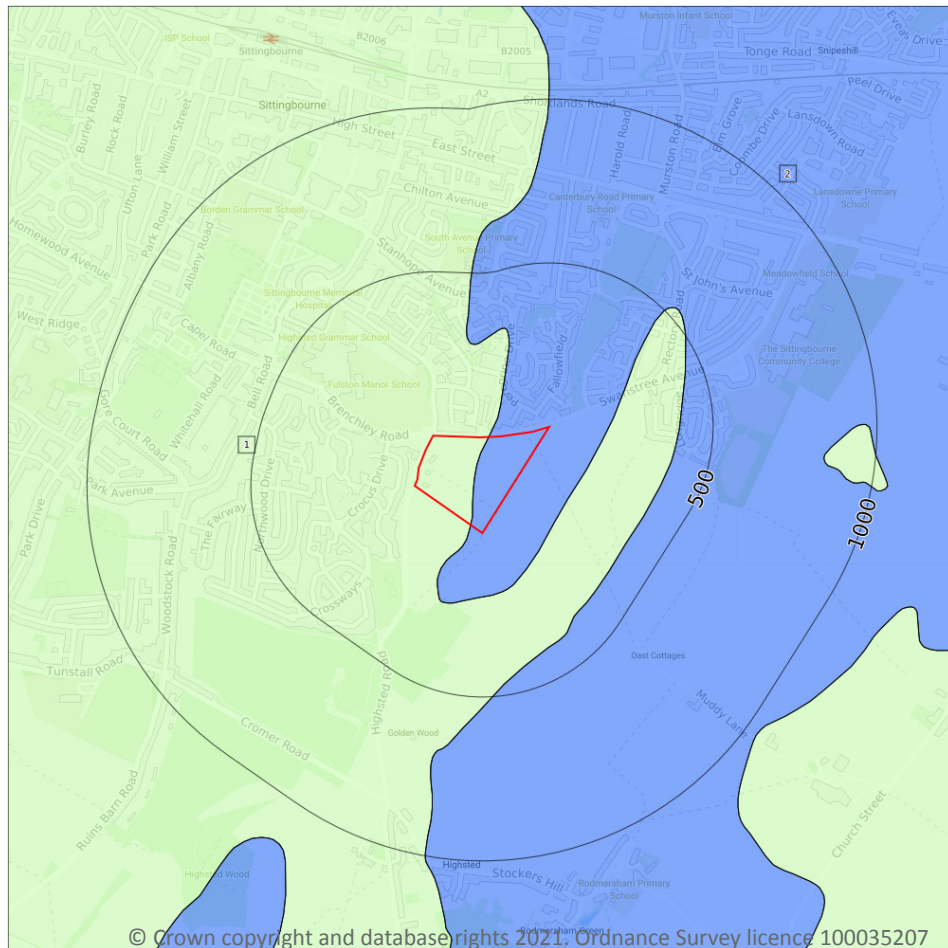 Murston Infant School
ISP School
B2006
Sittingbourne
B2005
Tonge Road
Snipeshill
A2
Peel Drive
Burley Road
Rock Road
Sittingbourne
Shortlands Road
William Street
High Street
East Street
Harold Road
Murston Road
Elm Grove
Coombe Drive
Lansdown Road
Ufton Lane
2
Chilton Avenue
Canterbury Road Primary
School
Lansdowne Primary
School
Park Road
Borden Grammar School
Homewood Avenue
Albany Road
South Avenue Primary
School
Stanhope Avenue
St John's Avenue
Meadowfield School
Sittingbourne Memorial
Hospital
West Ridge
Capel Road
Highsted Grammar School
Rectory Road
The Sittingbourne
Community College
Bell Road
Fallowfield
Swanstree Avenue
Fulston Manor School
Whitehall Road
Gore Court Road
Brenchley Road
1
Park Avenue
Crocus Drive
500
Park Drive
The Fairway
Northwood Drive
1000
Woodstock Road
Crossways
Highsted Road
Tunstall Road
Oast Cottages
Muddy Lane
Cromer Road
Golden Wood
Ruins Barn Road
Church Street
Highsted
Highsted Wood
Stockers Hill
Rodmersham Primary
School
Rodmersham Green
© Crown copyright and database rights 2021. Ordnance Survey licence 100035207